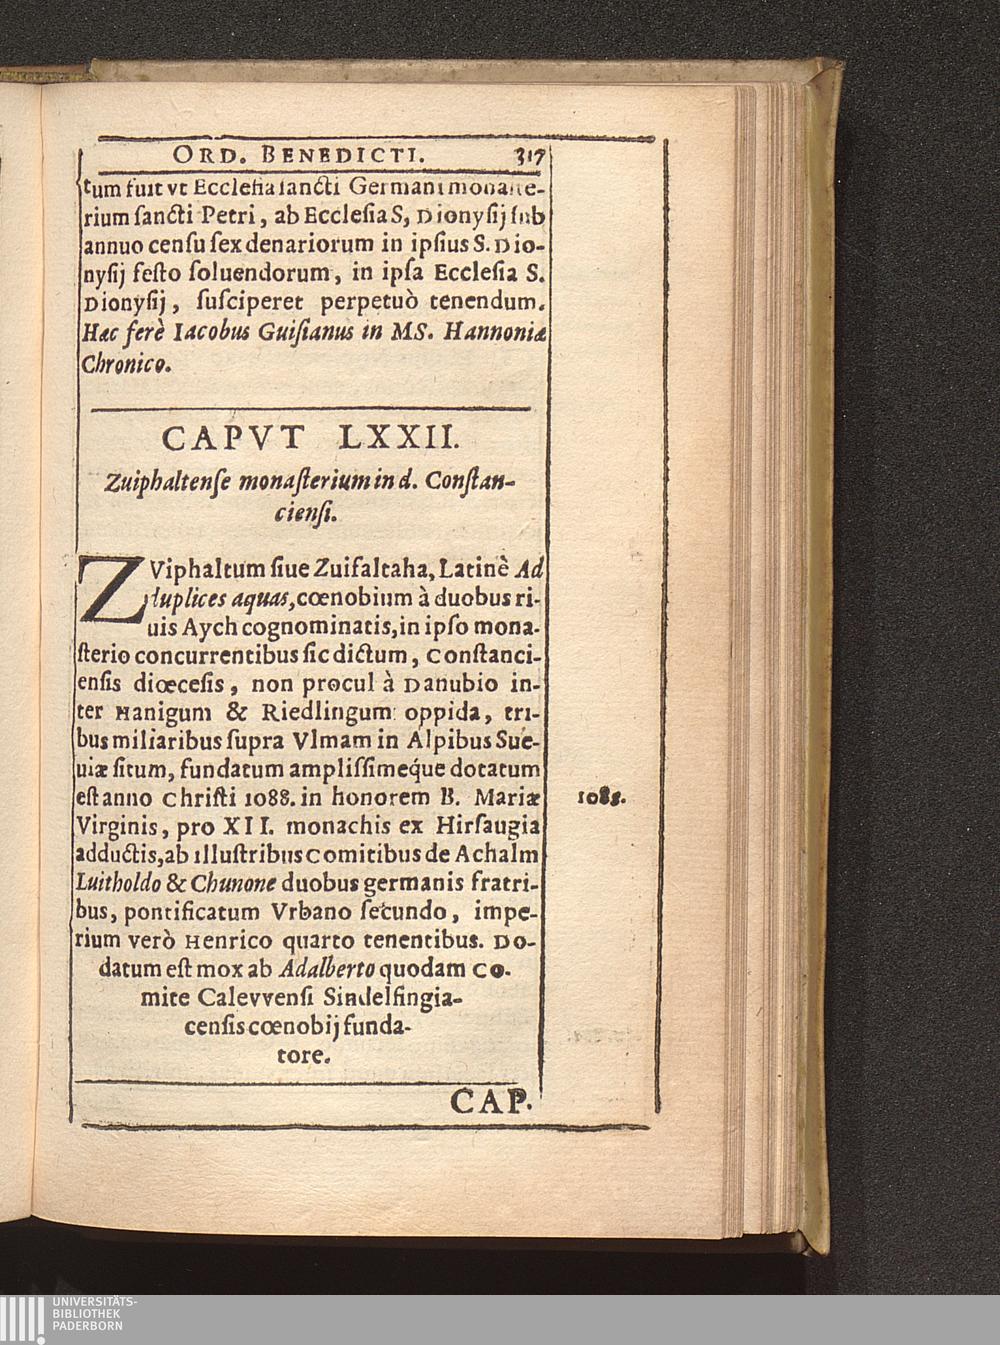 ORD. BENEDICTI. 317
tum fuit vt Ecclesia sancti Germani monaste-
rium sancti Petri, ab Ecclesia S, Dionysij sub
annuo censu sex denariorum in ipsius S. Dio-
nysij festo soluendorum, in ipsa Ecclesia S.
Dionysij, susciperet perpetuò tenendum.
Hæc ferè Iacobus Guisianus in MS. Hannoniæ
Chronico.
CAPVT LXXII.
Zuiphaltense monasterium in d. Constan-
ciensi.
ZViphaltum siue Zuifaltaha, Latinè Ad
duplices aquas, cœnobium à duobus ri-
uis Aych cognominatis, in ipso mona-
sterio concurrentibus sic dictum, Constanci-
ensis diœcesis, non procul à Danubio in-
ter Hanigum & Riedlingum oppida, tri-
bus miliaribus supra Vlmam in Alpibus Sue-
uiæ situm, fundatum amplissiméque dotatum
est anno Christi 1088. in honorem B. Mariæ
1088.
Virginis, pro XII. monachis ex Hirsaugia
adductis, ab illustribus Comitibus de Achalm
Luitholdo & Chunone duobus germanis fratri-
bus, pontificatum Vrbano secundo, impe-
rium verò Henrico quarto tenentibus. Do-
datum est mox ab Adalberto quodam Co-
mite Calevvensi Sindelfingia-
censis cœnobij funda-
tore.
CAP.
UNIVERSITÄTS-
BIBLIOTHEK
PADERBORN